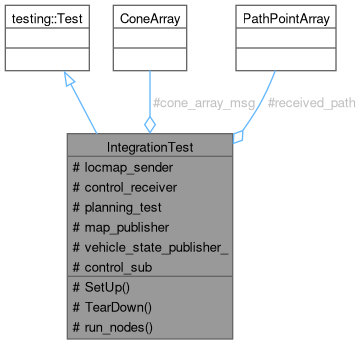 testing::Test
ConeArray
PathPointArray
#cone_array_msg
#received_path
IntegrationTest
# locmap_sender
# control_receiver
# planning_test
# map_publisher
# vehicle_state_publisher_
# control_sub
# SetUp()
# TearDown()
# run_nodes()